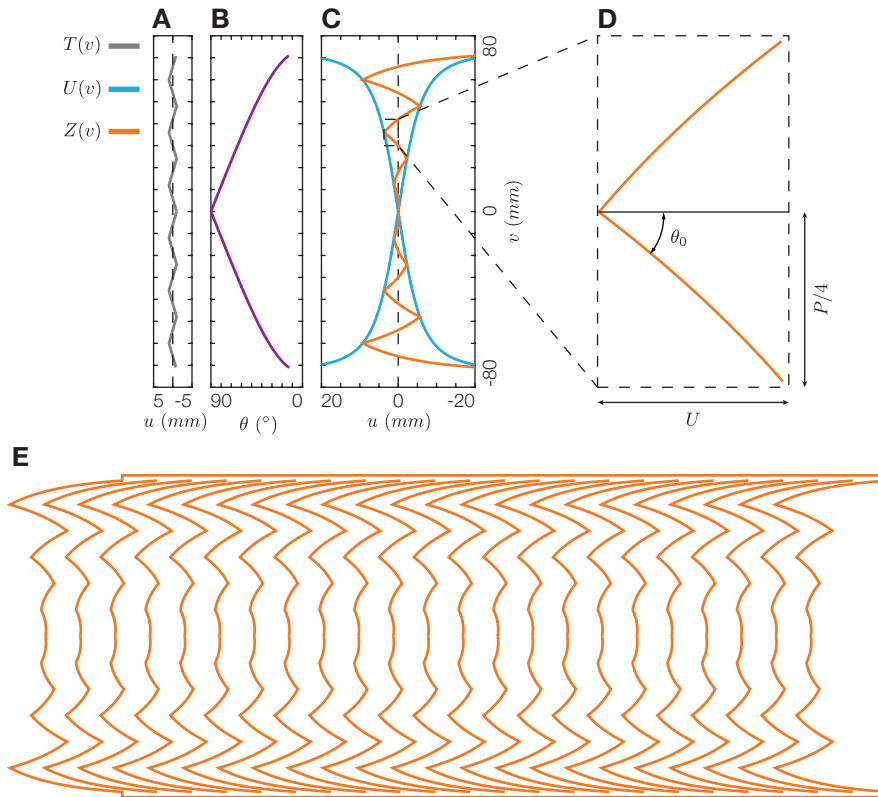 A
B
C
D
T(v)
U(v)
Z(v)
80
0
-80
v (mm)
θ₀
P/4
5 -5
90 0
20 0 -20
u (mm)
θ (°)
u (mm)
U
E